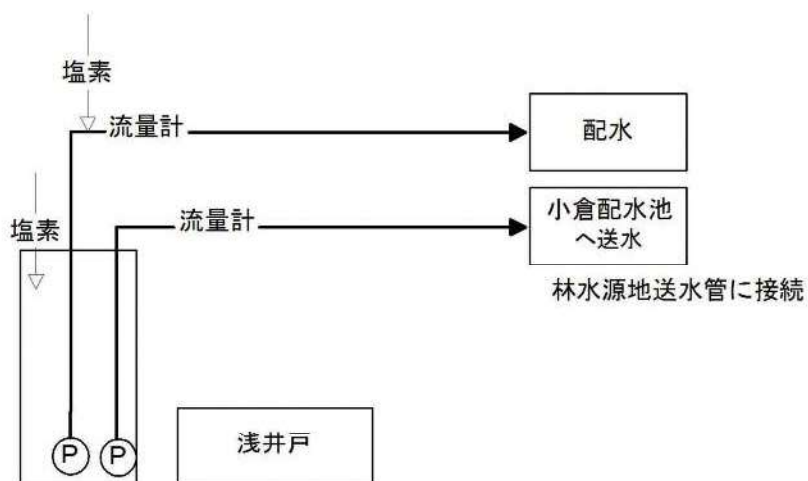 塩素
流量計
配水
塩素
流量計
小倉配水池
へ送水
林水源地送水管に接続
P
P
浅井戸